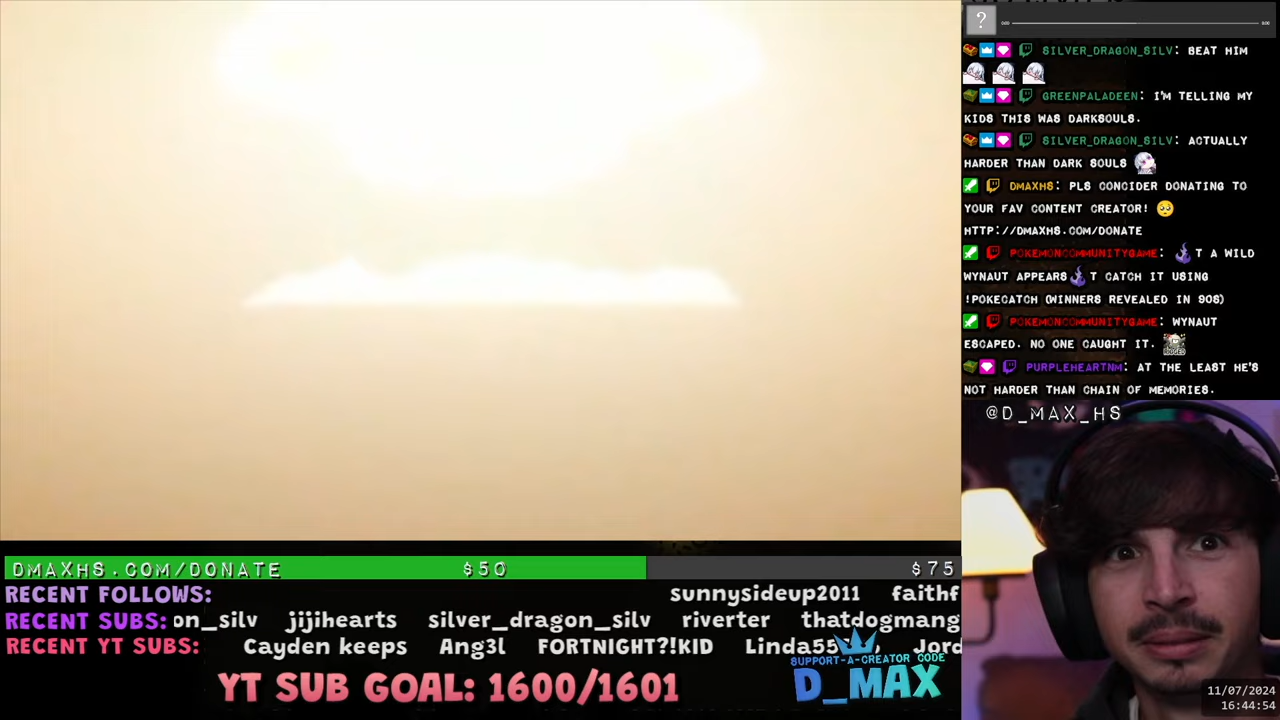 ?
SILVER_DRAGON_SILV: BEAT HIM
GREENPALADEEN: I'M TELLING MY
KIDS THIS WAS DARKSOULS.
SILVER_DRAGON_SILV: ACTUALLY
HARDER THAN DARK SOULS
DMAXHS: PLS CONCIDER DONATING TO
YOUR FAV CONTENT CREATOR!
HTTP://DMAXHS.COM/DONATE
POKEMONCOMMUNITYGAME: T A WILD
WYNAUT APPEARS T CATCH IT USING
!POKECATCH (WINNERS REVEALED IN 90S)
POKEMONCOMMUNITYGAME: WYNAUT
ESCAPED. NO ONE CAUGHT IT.
PURPLEHEARTNM: AT THE LEAST HE'S
NOT HARDER THAN CHAIN OF MEMORIES.
@D_MAX_HS
DMAXHS.COM/DONATE $50 $75
RECENT FOLLOWS: sunnysideup2011 faithf
RECENT SUBS: on_silv jijihearts silver_dragon_silv riverter thatdogmang
RECENT YT SUBS: Cayden keeps Ang3l FORTNIGHT?!KID Jord
SUPPORT-A-CREATOR CODE
D_MAX
YT SUB GOAL: 1600/1601
11/07/2024
16:44:54